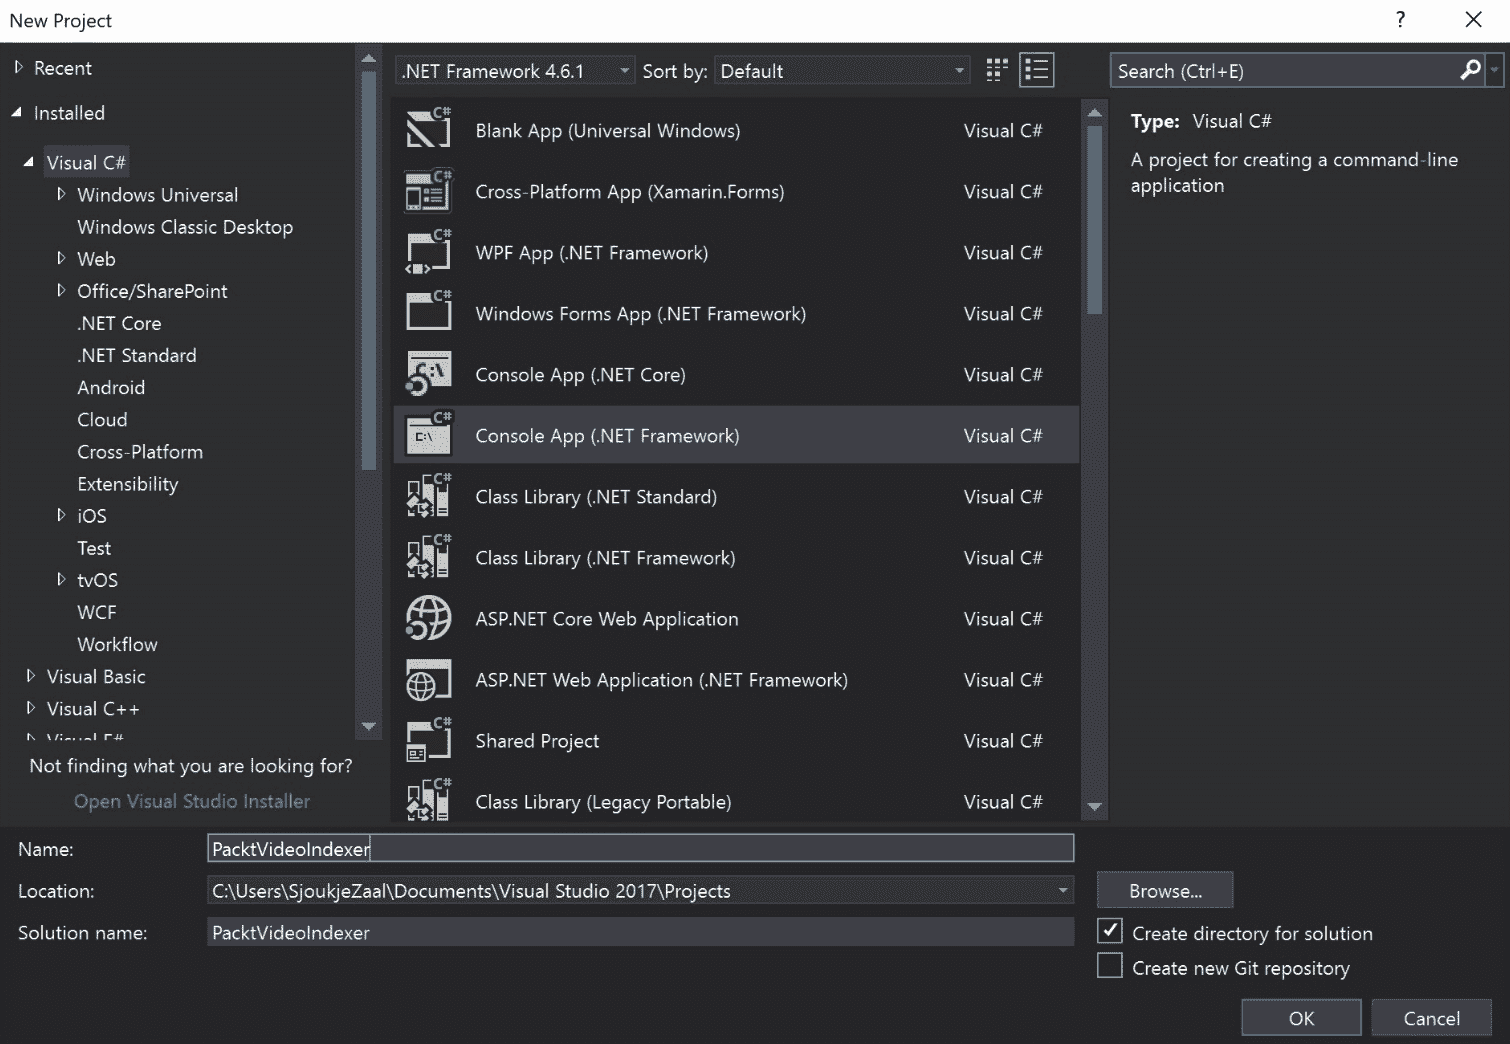 New Project
?
Recent
Installed
Visual C#
Windows Universal
Windows Classic Desktop
Web
Office/SharePoint
.NET Core
.NET Standard
Android
Cloud
Cross-Platform
Extensibility
iOS
Test
tvOS
WCF
Workflow
Visual Basic
Visual C++
Visual F#
Not finding what you are looking for?
Open Visual Studio Installer
.NET Framework 4.6.1
Sort by: Default
Blank App (Universal Windows) Visual C#
Cross-Platform App (Xamarin.Forms) Visual C#
WPF App (.NET Framework) Visual C#
Windows Forms App (.NET Framework) Visual C#
Console App (.NET Core) Visual C#
Console App (.NET Framework) Visual C#
Class Library (.NET Standard) Visual C#
Class Library (.NET Framework) Visual C#
ASP.NET Core Web Application Visual C#
ASP.NET Web Application (.NET Framework) Visual C#
Shared Project Visual C#
Class Library (Legacy Portable) Visual C#
Search (Ctrl+E)
Type: Visual C#
A project for creating a command-line
application
Name: PacktVideoIndexer
Location: C:\Users\SjoukjeZaal\Documents\Visual Studio 2017\Projects
Browse...
Solution name: PacktVideoIndexer
Create directory for solution
Create new Git repository
OK
Cancel